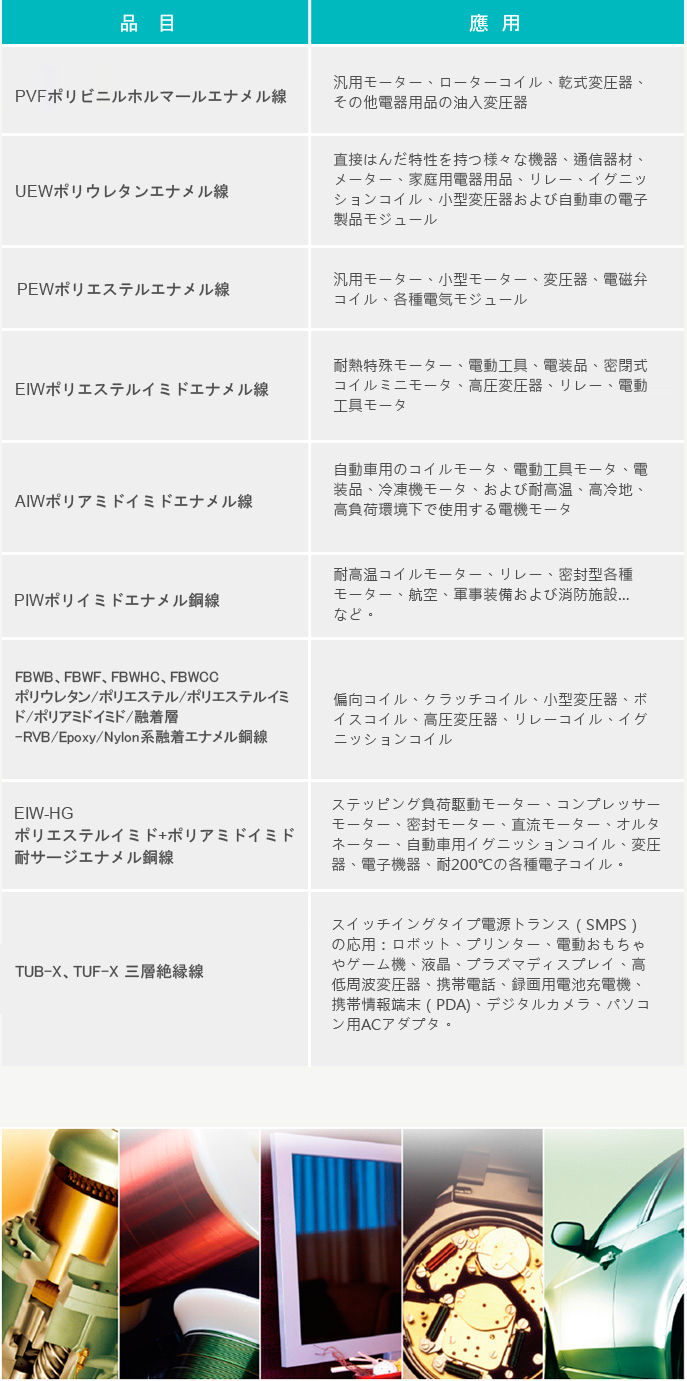 品 目
應 用
PVFポリビニルホルマールエナメル線
汎用モーター、ローターコイル、乾式変圧器、
その他電器用品の油入変圧器
UEWポリウレタンエナメル線
直接はんだ特性を持つ様々な機器、通信器材、
メーター、家庭用電器用品、リレー、イグニッ
ションコイル、小型変圧器および自動車の電子
製品モジュール
PEWポリエステルエナメル線
汎用モーター、小型モーター、変圧器、電磁弁
コイル、各種電気モジュール
EIWポリエステルイミドエナメル線
耐熱特殊モーター、電動工具、電装品、密閉式
コイルミニモータ、高圧変圧器、リレー、電動
工具モータ
AIWポリアミドイミドエナメル線
自動車用のコイルモータ、電動工具モータ、電
装品、冷凍機モータ、および耐高温、高冷地、
高負荷環境下で使用する電機モータ
PIWポリイミドエナメル銅線
耐高温コイルモーター、リレー、密封型各種
モーター、航空、軍事装備および消防施設...
など。
FBWB、FBWF、FBWHC、FBWCC
ポリウレタン/ポリエステル/ポリエステルイミ
ド/ポリアミドイミド/融着層
-RVB/Epoxy/Nylon系融着エナメル銅線
偏向コイル、クラッチコイル、小型変圧器、ボ
イスコイル、高圧変圧器、リレーコイル、イグ
ニッションコイル
EIW-HG
ポリエステルイミド+ポリアミドイミド
耐サージエナメル銅線
ステッピング負荷駆動モーター、コンプレッサー
モーター、密封モーター、直流モーター、オルタ
ネーター、自動車用イグニッションコイル、変圧
器、電子機器、耐200℃の各種電子コイル。
TUB-X、TUF-X 三層絶縁線
スイッチイングタイプ電源トランス（SMPS）
の応用：ロボット、プリンター、電動おもちゃ
やゲーム機、液晶、プラズマディスプレイ、高
低周波変圧器、携帯電話、録画用電池充電機、
携帯情報端末（PDA)、デジタルカメラ、パソコ
ン用ACアダプタ。